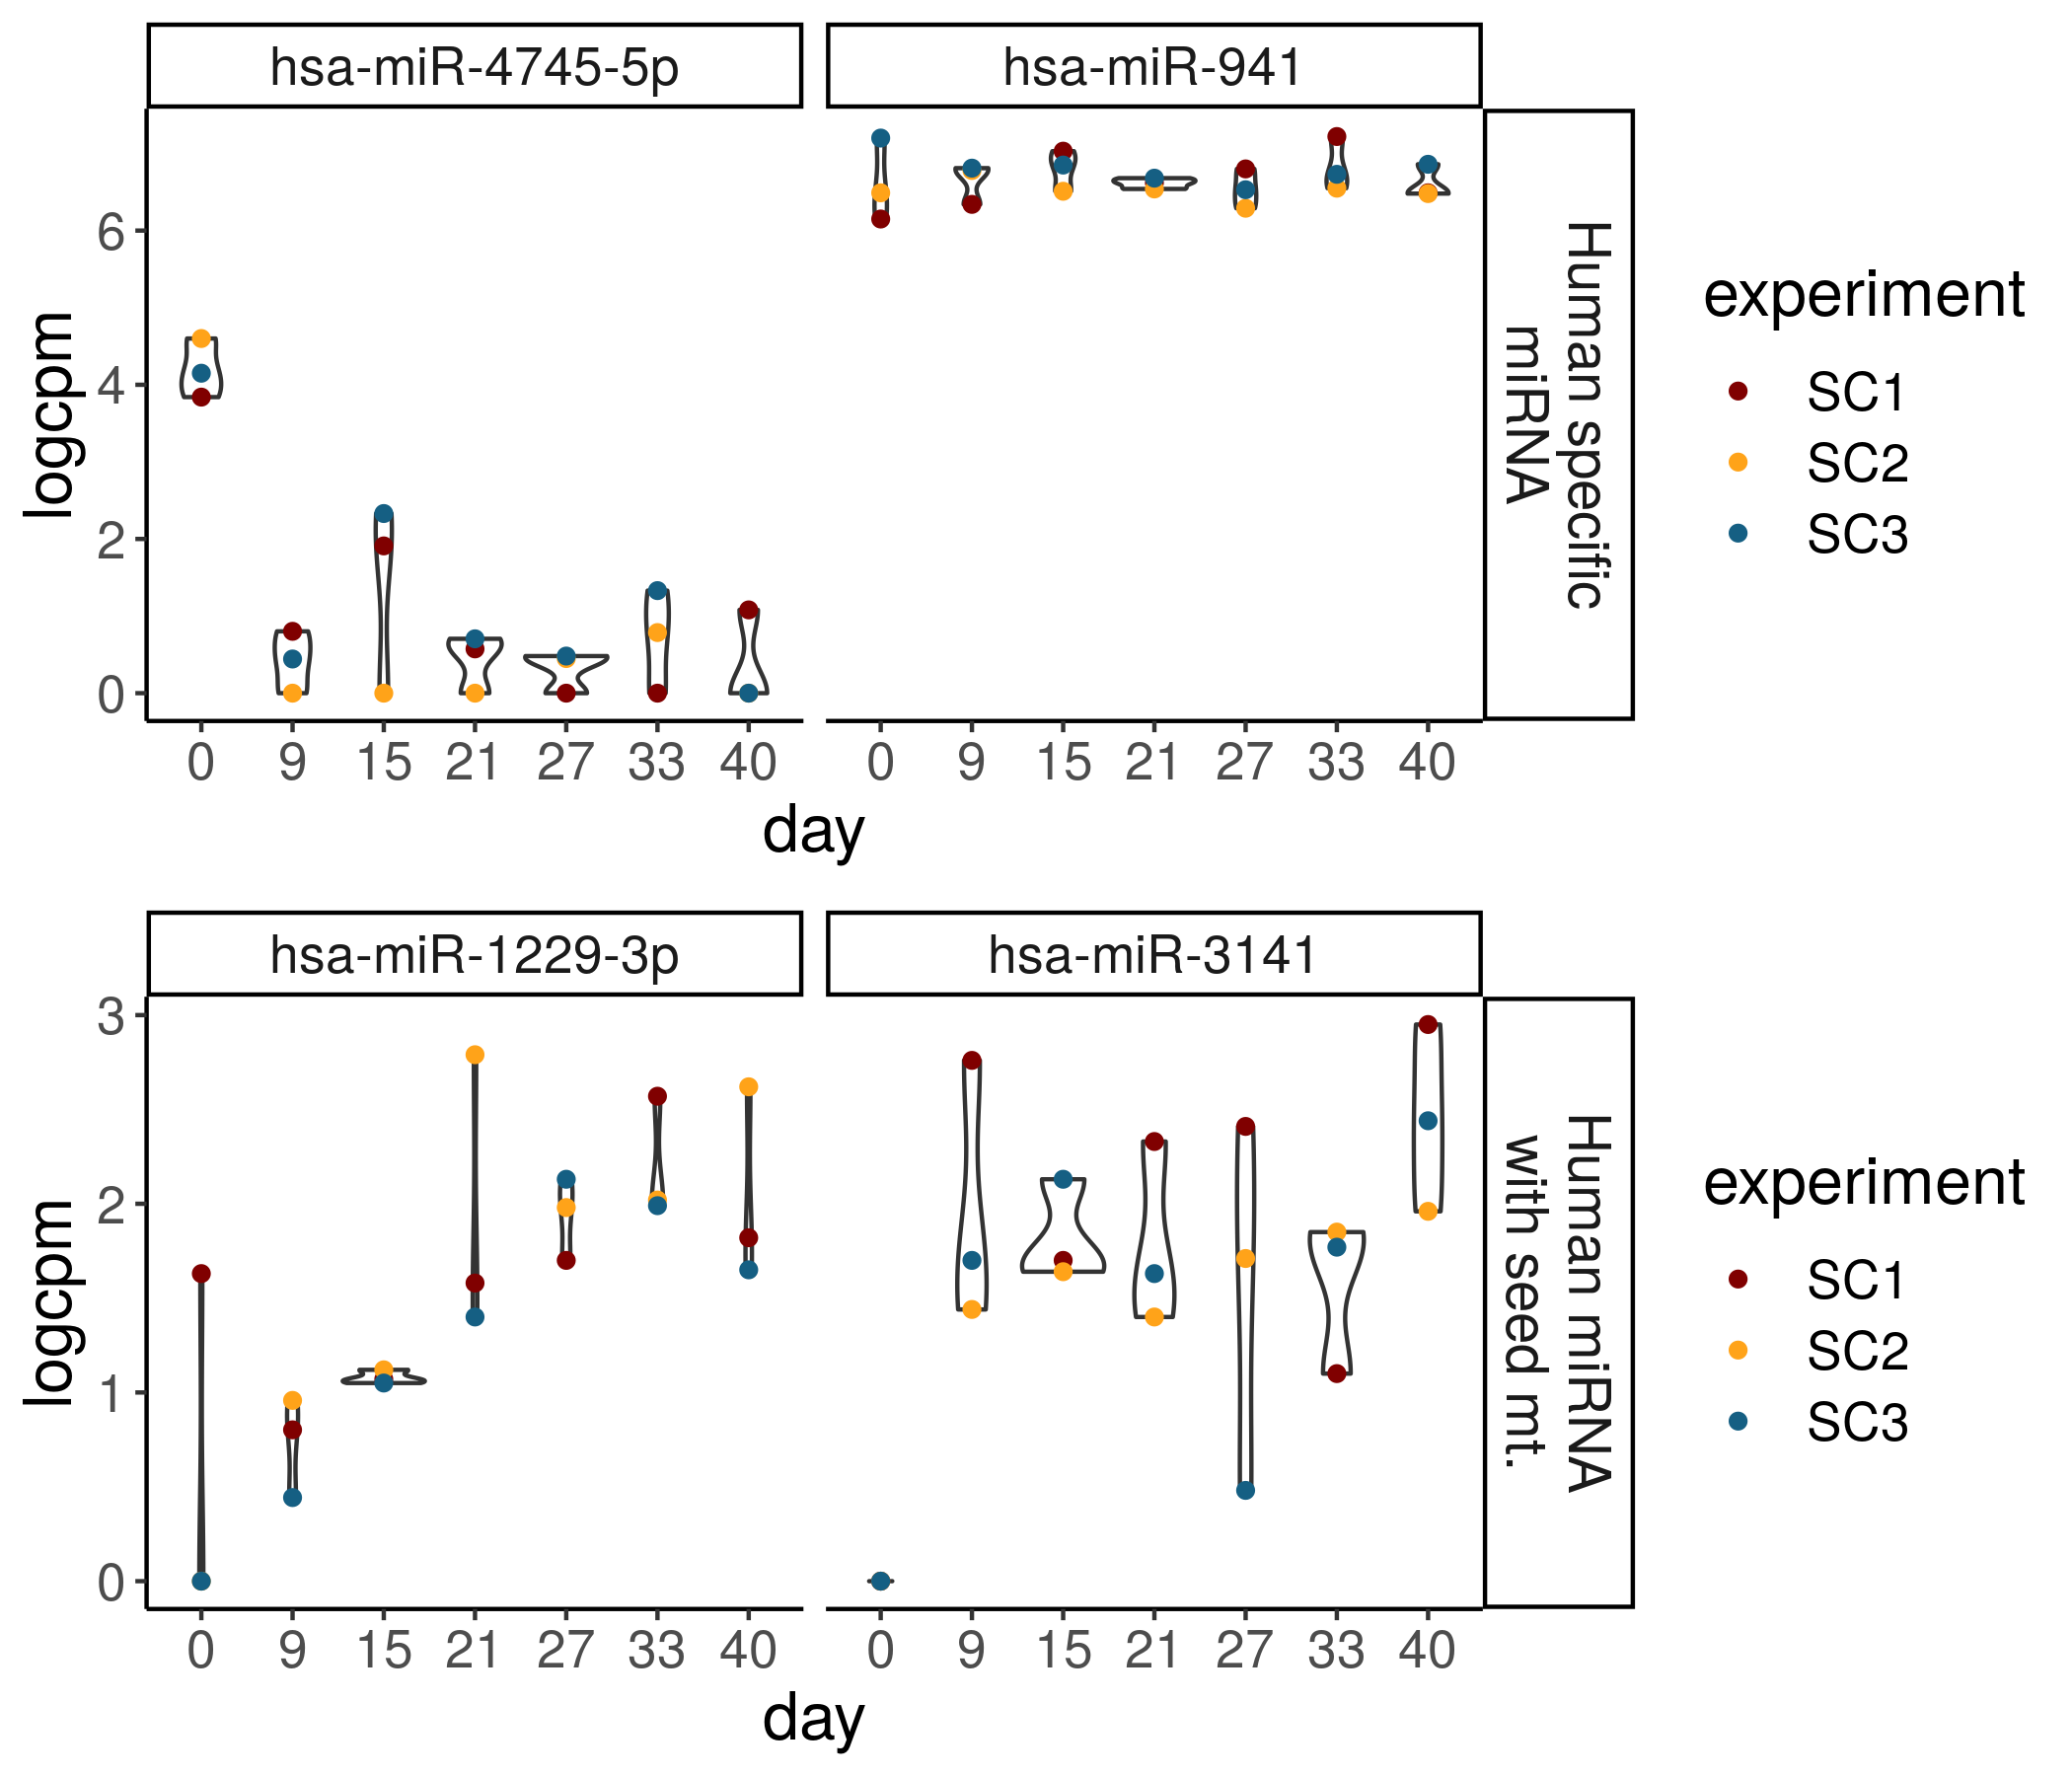 hsa-miR-4745-5p
hsa-miR-941
logcpm
6
4
2
0
0 9 15 21 27 33 40
0 9 15 21 27 33 40
day
Human specific
miRNA
experiment
SC1
SC2
SC3
hsa-miR-1229-3p
hsa-miR-3141
logcpm
3
2
1
0
0 9 15 21 27 33 40
0 9 15 21 27 33 40
day
Human miRNA
with seed mt.
experiment
SC1
SC2
SC3